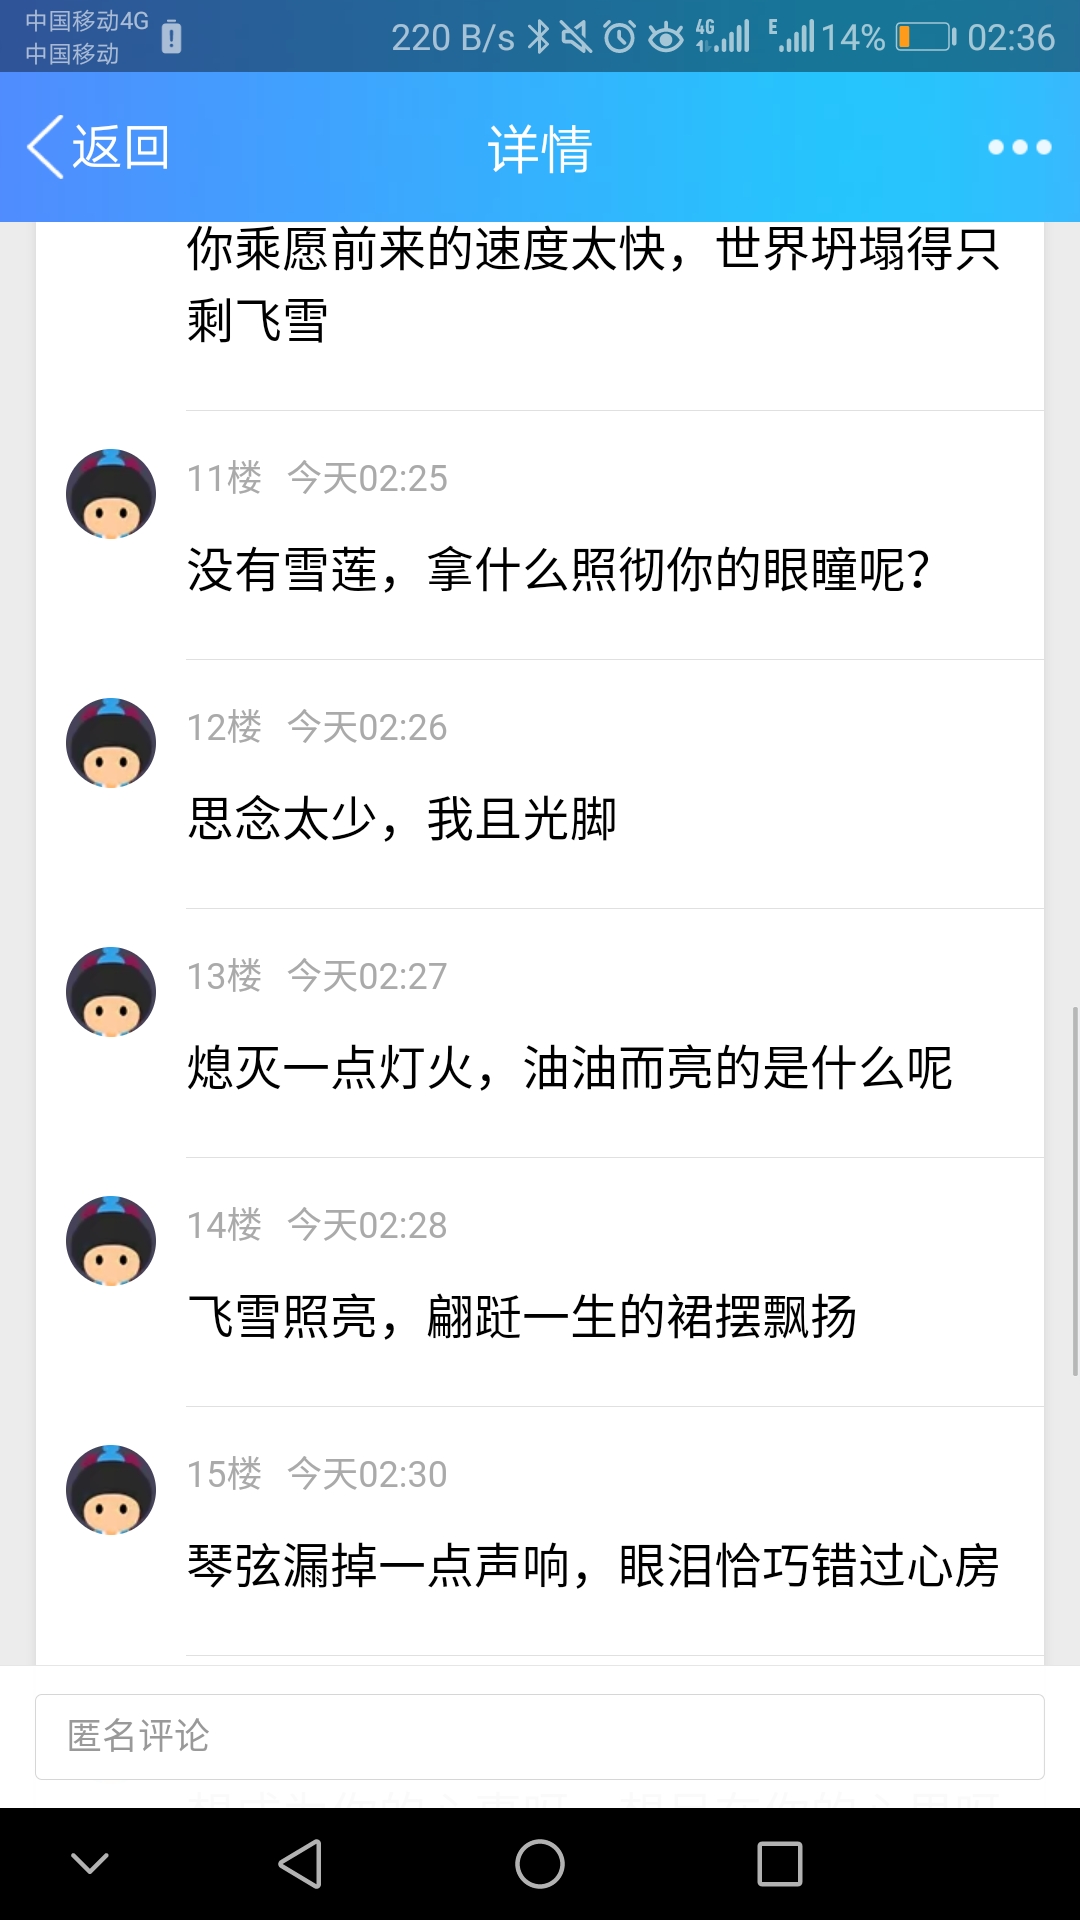 中国移动4G
中国移动
220 B/s
4G
E
14%
02:36
返回
详情
你乘愿前来的速度太快，世界坍塌得只
剩飞雪
11楼 今天02:25
没有雪莲，拿什么照彻你的眼瞳呢？
12楼 今天02:26
思念太少，我且光脚
13楼 今天02:27
熄灭一点灯火，油油而亮的是什么呢
14楼 今天02:28
飞雪照亮，翩跹一生的裙摆飘扬
15楼 今天02:30
琴弦漏掉一点声响，眼泪恰巧错过心房
匿名评论